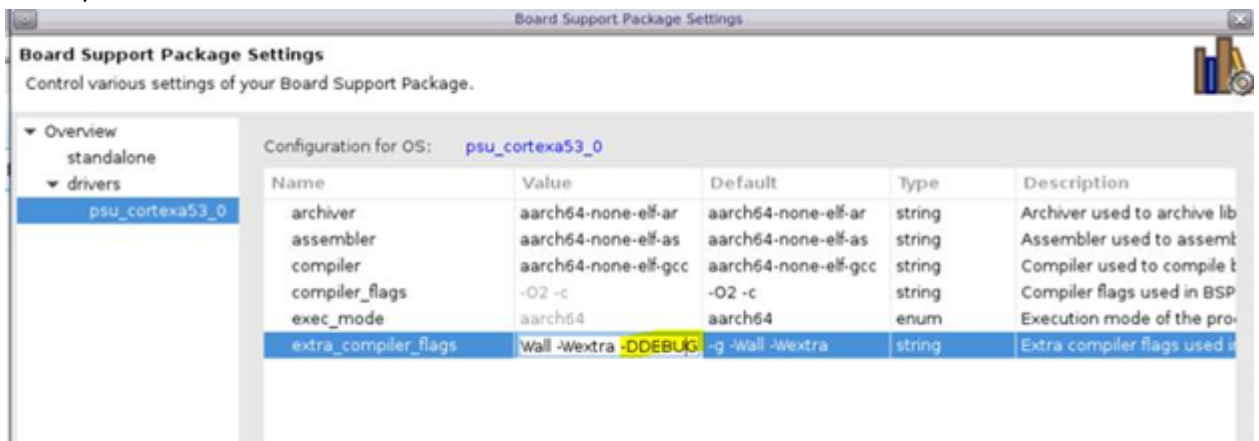 Board Support Package Settings
Board Support Package Settings
Control various settings of your Board Support Package.
Overview
standalone
drivers
psu_cortexa53_0
Configuration for OS: psu_cortexa53_0
Name Value Default Type Description
archiver aarch64-none-elf-ar aarch64-none-elf-ar string Archiver used to archive lib
assembler aarch64-none-elf-as aarch64-none-elf-as string Assembler used to assemb
compiler aarch64-none-elf-gcc aarch64-none-elf-gcc string Compiler used to compile
compiler_flags -O2 -c -O2 -c string Compiler flags used in BSP
exec_mode aarch64 aarch64 enum Execution mode of the pro
extra_compiler_flags Wall -Wextra -DDEBUG -g -Wall -Wextra string Extra compiler flags used